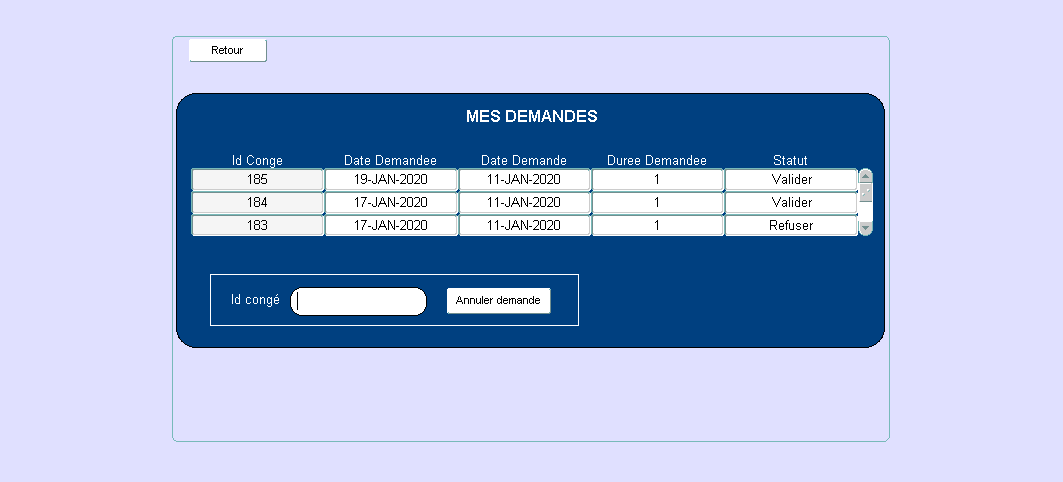 Retour
MES DEMANDES
Id Conge Date Demandee Date Demande Duree Demandee Statut
185 19-JAN-2020 11-JAN-2020 1 Valider
184 17-JAN-2020 11-JAN-2020 1 Valider
183 17-JAN-2020 11-JAN-2020 1 Refuser
Id congé Annuler demande